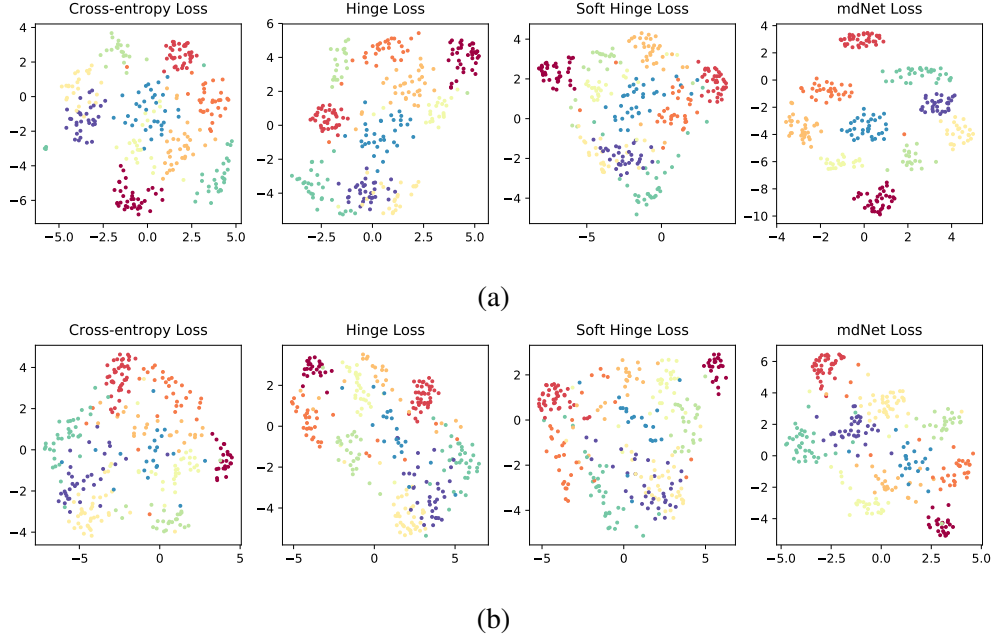 Cross-entropy Loss Hinge Loss Soft Hinge Loss mdNet Loss
4 6 4 4
2 4 2 2
0 2 0 0
−2 0 −2 −2
−4 −2 −4 −4
−6 −4 −6
−8
−10
−5.0 −2.5 0.0 2.5 5.0 −2.5 0.0 2.5 5.0 −5 0 −4 −2 0 2 4
(a)
Cross-entropy Loss Hinge Loss Soft Hinge Loss mdNet Loss
4 2 2 6
2 0 0 4
0 −2 −2 2
−2 −4 −4 0
−4 −2
−4
−5 0 5 −5 0 5 −5 0 5 −5.0 −2.5 0.0 2.5 5.0
(b)